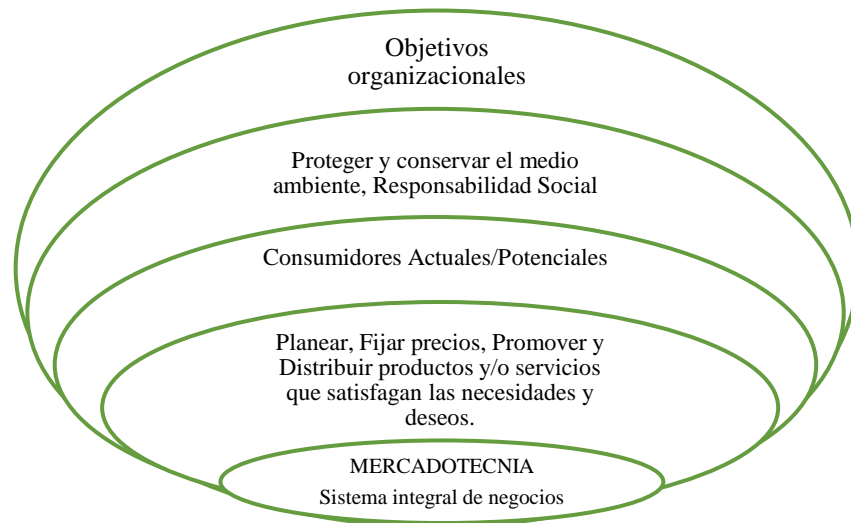 Objetivos
organizacionales
Proteger y conservar el medio
ambiente, Responsabilidad Social
Consumidores Actuales/Potenciales
Planear, Fijar precios, Promover y
Distribuir productos y/o servicios
que satisfagan las necesidades y
deseos.
MERCADOTECNIA
Sistema integral de negocios